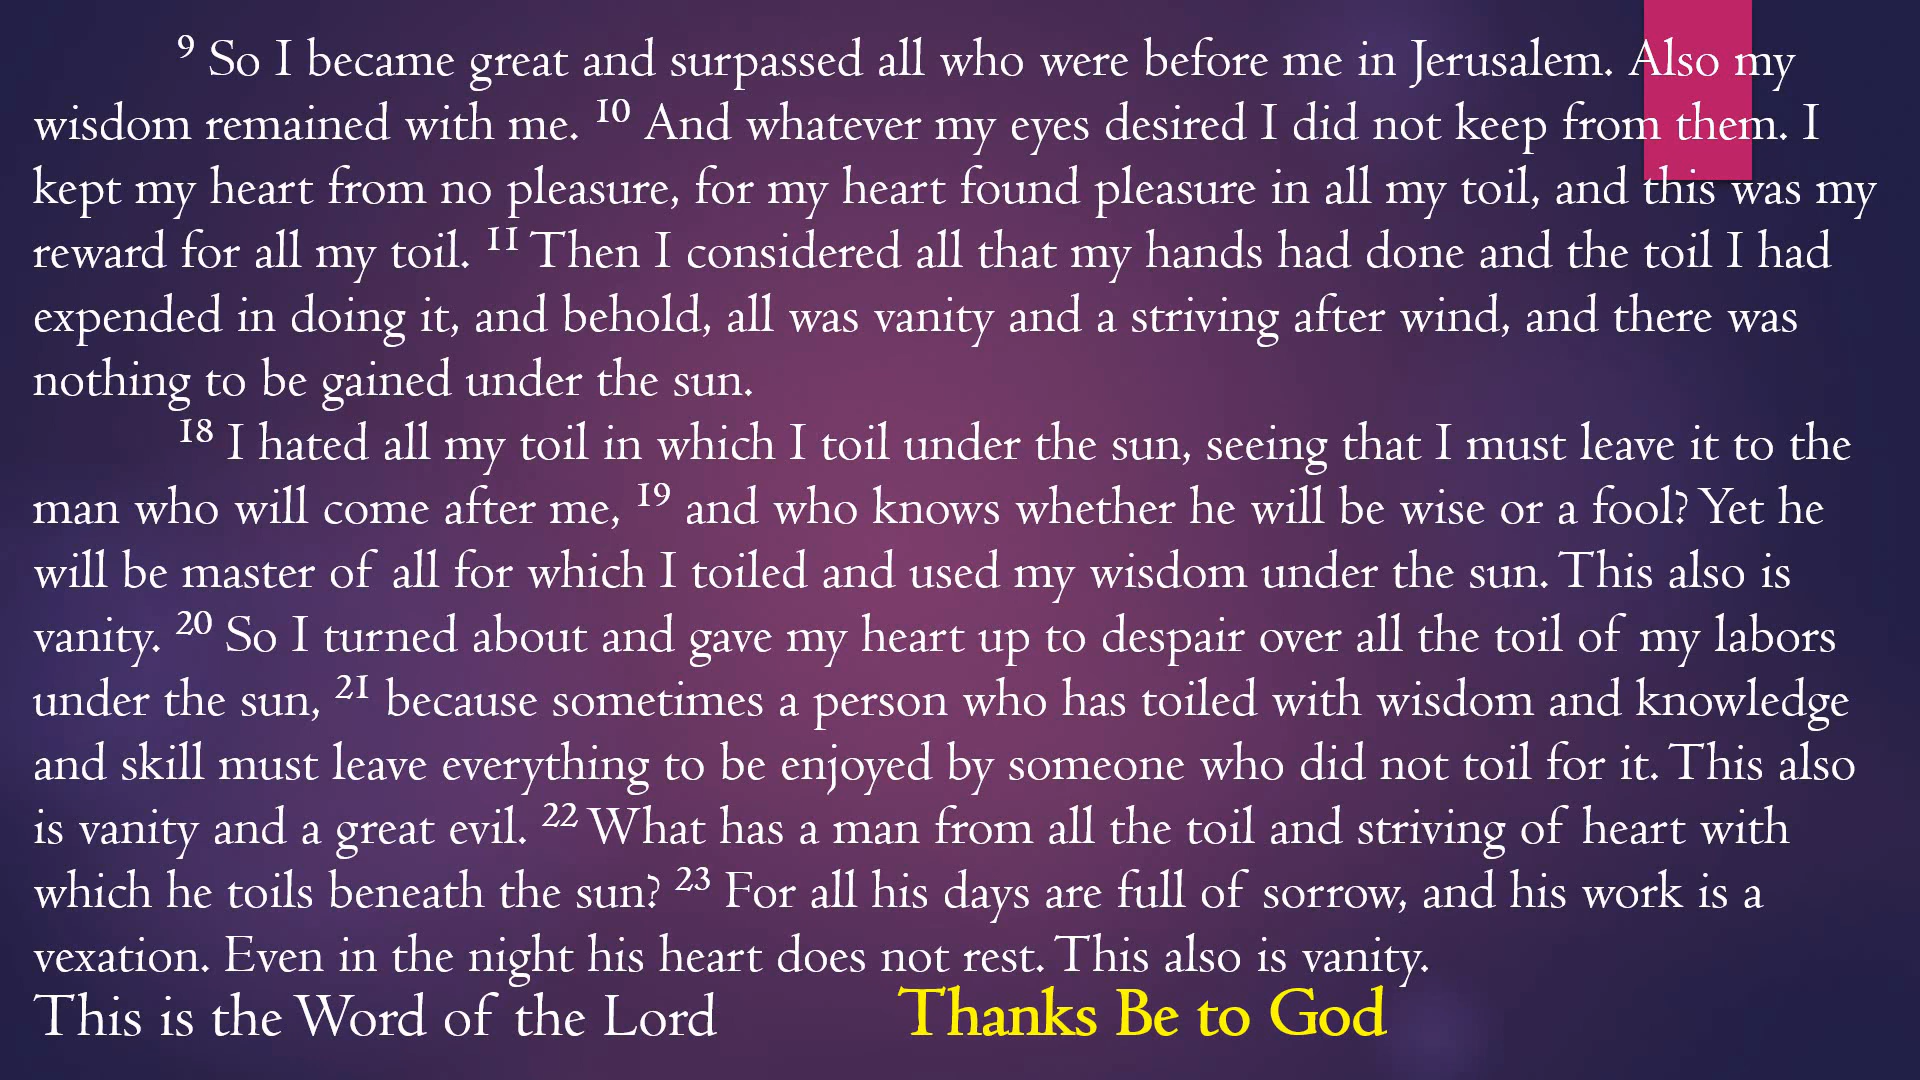 ⁹ So I became great and surpassed all who were before me in Jerusalem. Also my
wisdom remained with me. ¹⁰ And whatever my eyes desired I did not keep from them. I
kept my heart from no pleasure, for my heart found pleasure in all my toil, and this was my
reward for all my toil. ¹¹ Then I considered all that my hands had done and the toil I had
expended in doing it, and behold, all was vanity and a striving after wind, and there was
nothing to be gained under the sun.
¹⁸ I hated all my toil in which I toil under the sun, seeing that I must leave it to the
man who will come after me, ¹⁹ and who knows whether he will be wise or a fool? Yet he
will be master of all for which I toiled and used my wisdom under the sun. This also is
vanity. ²⁰ So I turned about and gave my heart up to despair over all the toil of my labors
under the sun, ²¹ because sometimes a person who has toiled with wisdom and knowledge
and skill must leave everything to be enjoyed by someone who did not toil for it. This also
is vanity and a great evil. ²² What has a man from all the toil and striving of heart with
which he toils beneath the sun? ²³ For all his days are full of sorrow, and his work is a
vexation. Even in the night his heart does not rest. This also is vanity.
This is the Word of the Lord Thanks Be to God